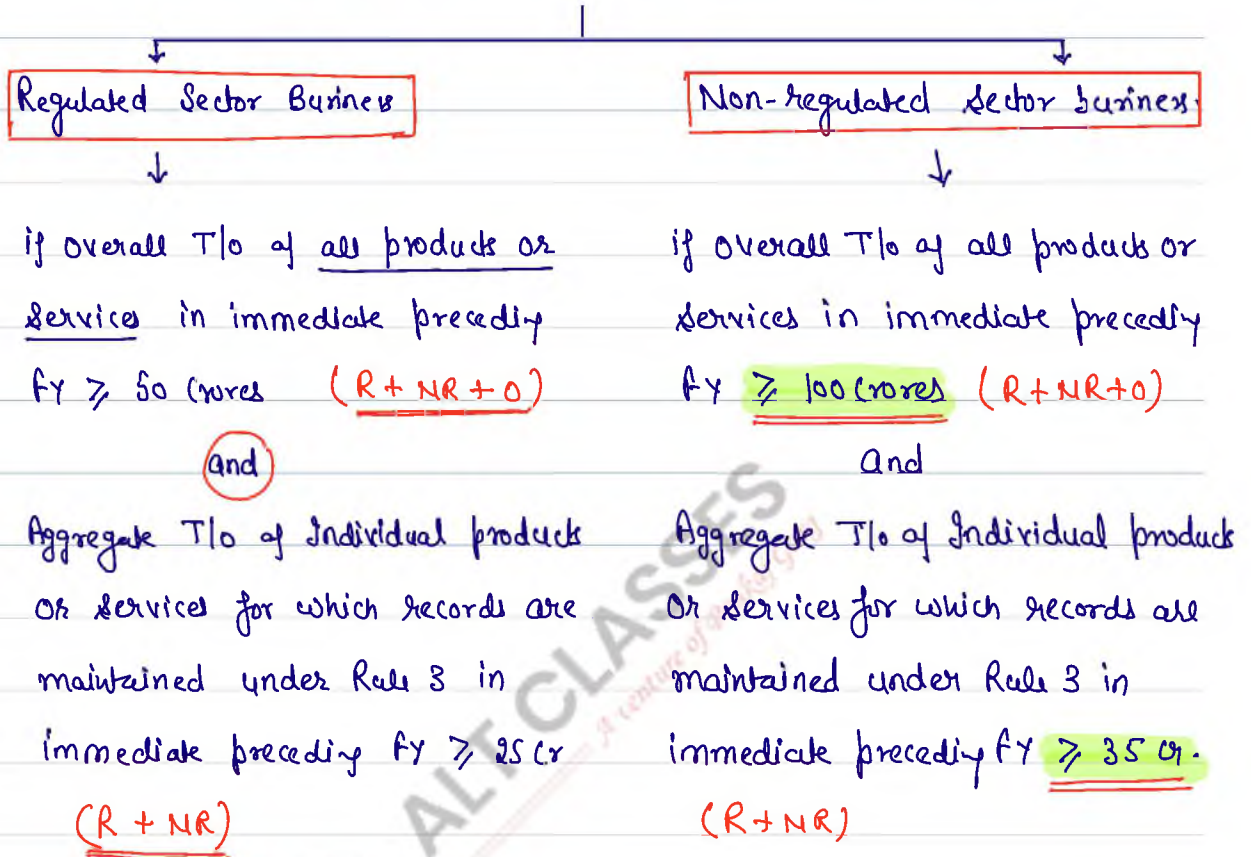 Regulated Sector Business
Non-regulated Sector business.
if overall T/o of all products or
Services in immediate preceding
fy ⩾ 50 Crores (R + NR + O)
and
Aggregate T/o of Individual products
or services for which records are
maintained under Rule 3 in
immediate preceding fy ⩾ 25 Cr
(R + NR)
if overall T/o of all products or
services in immediate preceding
fy ⩾ 100 Crores (R+NR+O)
and
Aggregate T/o of Individual products
Or services for which records are
maintained under Rule 3 in
immediate preceding fy ⩾ 35 Cr.
(R+NR)
ALT CLASSES